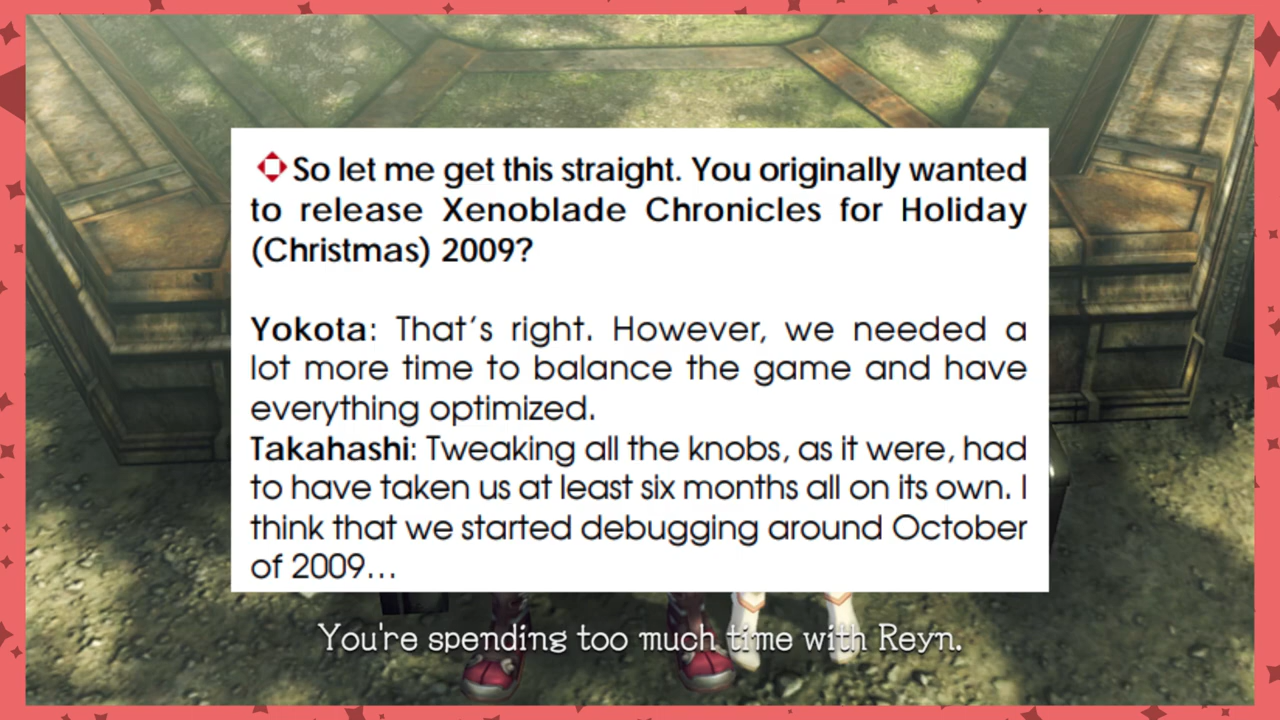 So let me get this straight. You originally wanted
to release Xenoblade Chronicles for Holiday
(Christmas) 2009?
Yokota: That's right. However, we needed a
lot more time to balance the game and have
everything optimized.
Takahashi: Tweaking all the knobs, as it were, had
to have taken us at least six months all on its own. I
think that we started debugging around October
of 2009...
You're spending too much time with Reyn.